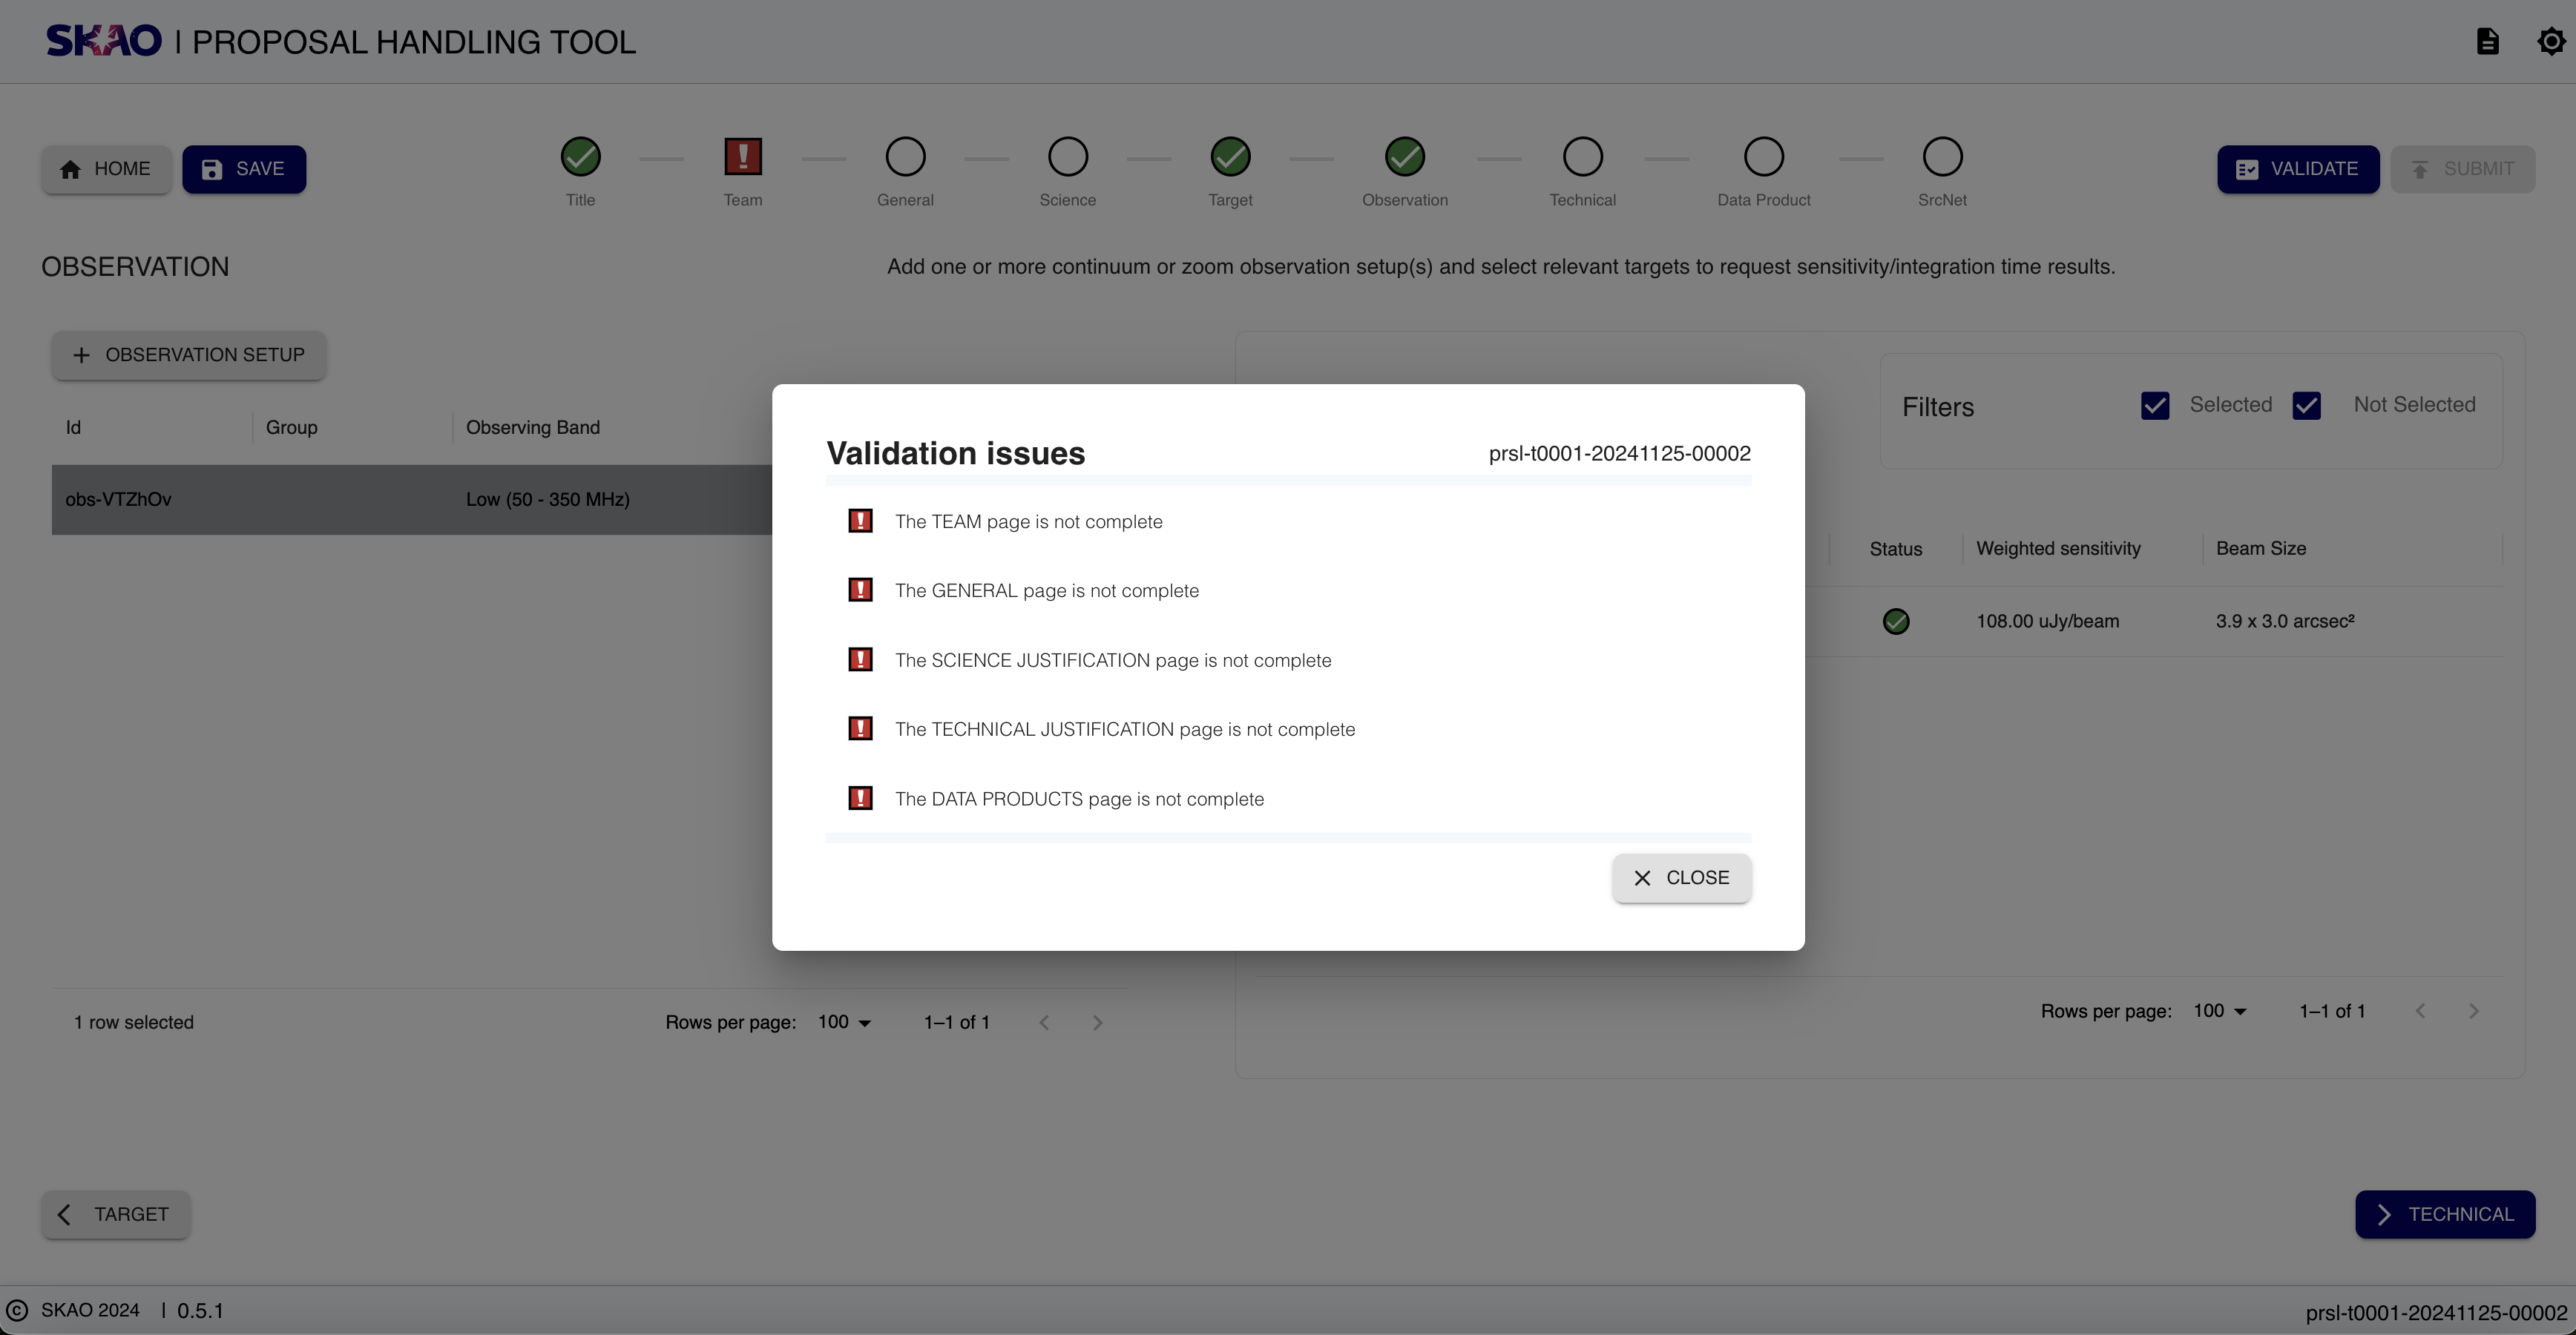 SKAO | PROPOSAL HANDLING TOOL
HOME
SAVE
Title
Team
General
Science
Target
Observation
Technical
Data Product
SrcNet
VALIDATE
SUBMIT
OBSERVATION
Add one or more continuum or zoom observation setup(s) and select relevant targets to request sensitivity/integration time results.
+ OBSERVATION SETUP
Id
Group
Observing Band
obs-VTZhOv
Low (50 - 350 MHz)
1 row selected
Rows per page: 100
1–1 of 1
Filters
Selected
Not Selected
Status
Weighted sensitivity
Beam Size
108.00 uJy/beam
3.9 x 3.0 arcsec²
Rows per page: 100
1–1 of 1
Validation issues
prsl-t0001-20241125-00002
The TEAM page is not complete
The GENERAL page is not complete
The SCIENCE JUSTIFICATION page is not complete
The TECHNICAL JUSTIFICATION page is not complete
The DATA PRODUCTS page is not complete
CLOSE
TARGET
TECHNICAL
© SKAO 2024 | 0.5.1
prsl-t0001-20241125-00002